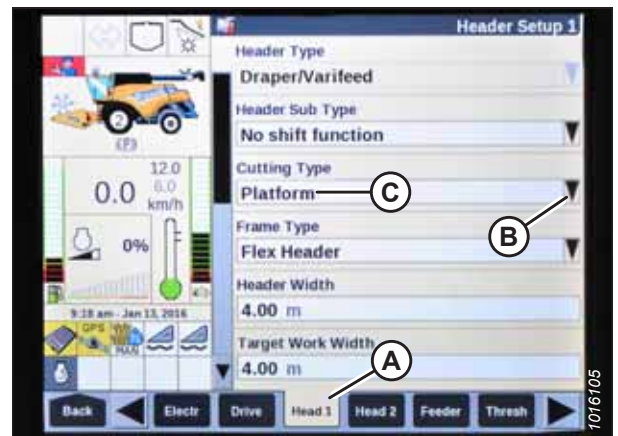 Header Setup 1
Header Type
Draper/Varifeed
Header Sub Type
No shift function
Cutting Type
Platform
C
B
Frame Type
Flex Header
Header Width
4.00 m
Target Work Width
4.00 m
A
2
(P)
12.0
6.0
0.0 km/h
0%
9:18 am - Jan 13, 2016
GPS
MAN
Back
Electr
Drive
Head 1
Head 2
Feeder
Thresh
1016105